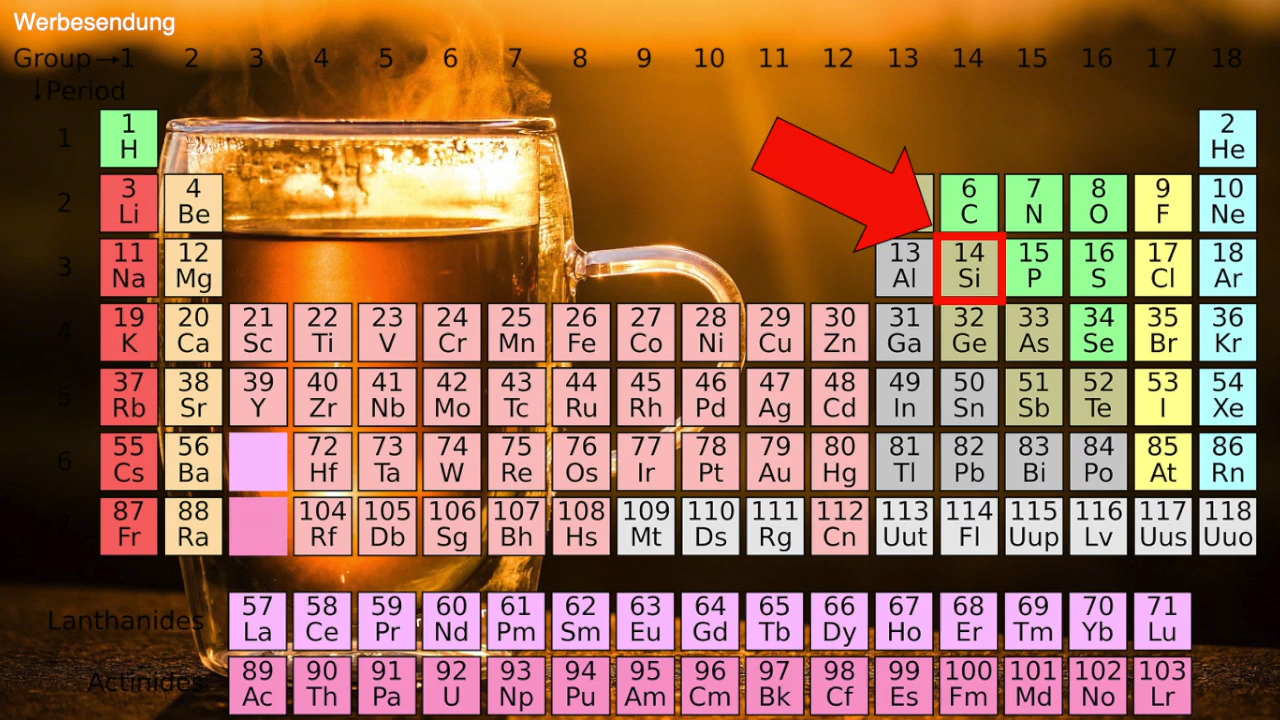 Werbesendung
Group → 1 2 3 4 5 6 7 8 9 10 11 12 13 14 15 16 17 18
↓ Period
1 1 H 2 He
2 3 Li 4 Be 6 C 7 N 8 O 9 F 10 Ne
3 11 Na 12 Mg 13 Al 14 Si 15 P 16 S 17 Cl 18 Ar
4 19 K 20 Ca 21 Sc 22 Ti 23 V 24 Cr 25 Mn 26 Fe 27 Co 28 Ni 29 Cu 30 Zn 31 Ga 32 Ge 33 As 34 Se 35 Br 36 Kr
5 37 Rb 38 Sr 39 Y 40 Zr 41 Nb 42 Mo 43 Tc 44 Ru 45 Rh 46 Pd 47 Ag 48 Cd 49 In 50 Sn 51 Sb 52 Te 53 I 54 Xe
6 55 Cs 56 Ba 72 Hf 73 Ta 74 W 75 Re 76 Os 77 Ir 78 Pt 79 Au 80 Hg 81 Tl 82 Pb 83 Bi 84 Po 85 At 86 Rn
87 Fr 88 Ra 104 Rf 105 Db 106 Sg 107 Bh 108 Hs 109 Mt 110 Ds 111 Rg 112 Cn 113 Uut 114 Fl 115 Uup 116 Lv 117 Uus 118 Uuo
Lanthanides 57 La 58 Ce 59 Pr 60 Nd 61 Pm 62 Sm 63 Eu 64 Gd 65 Tb 66 Dy 67 Ho 68 Er 69 Tm 70 Yb 71 Lu
Actinides 89 Ac 90 Th 91 Pa 92 U 93 Np 94 Pu 95 Am 96 Cm 97 Bk 98 Cf 99 Es 100 Fm 101 Md 102 No 103 Lr